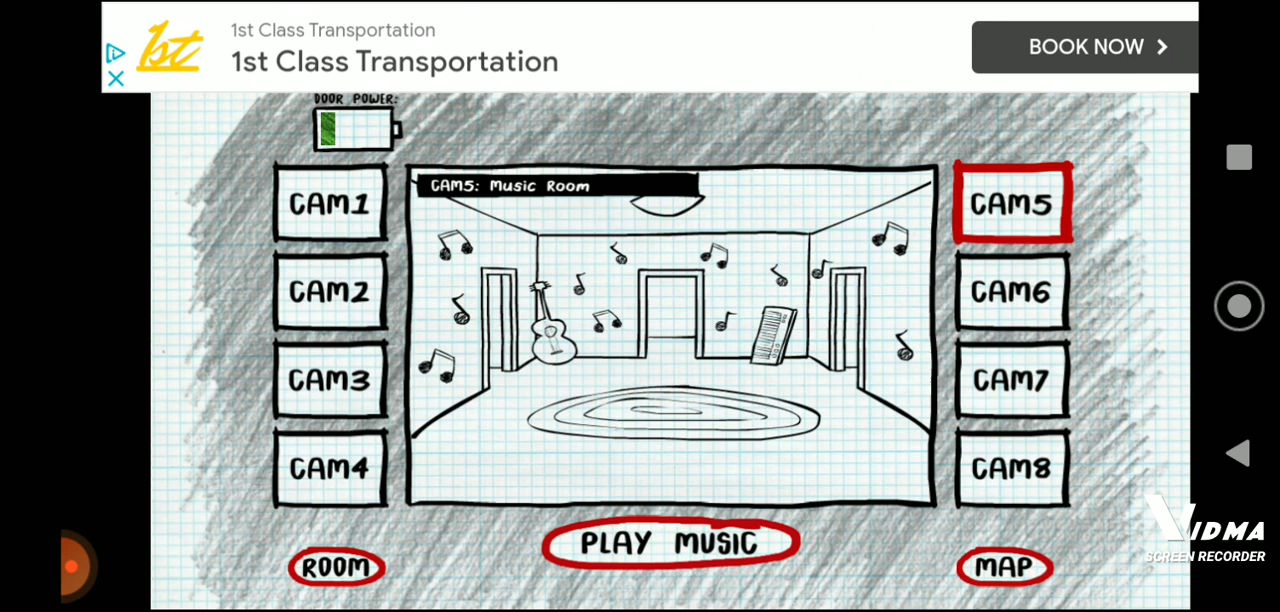 1st
1st Class Transportation
1st Class Transportation
BOOK NOW
DOOR POWER:
CAM1
CAM2
CAM3
CAM4
CAM5: Music Room
CAM5
CAM6
CAM7
CAM8
ROOM
PLAY MUSIC
MAP
VIDMA
SCREEN RECORDER